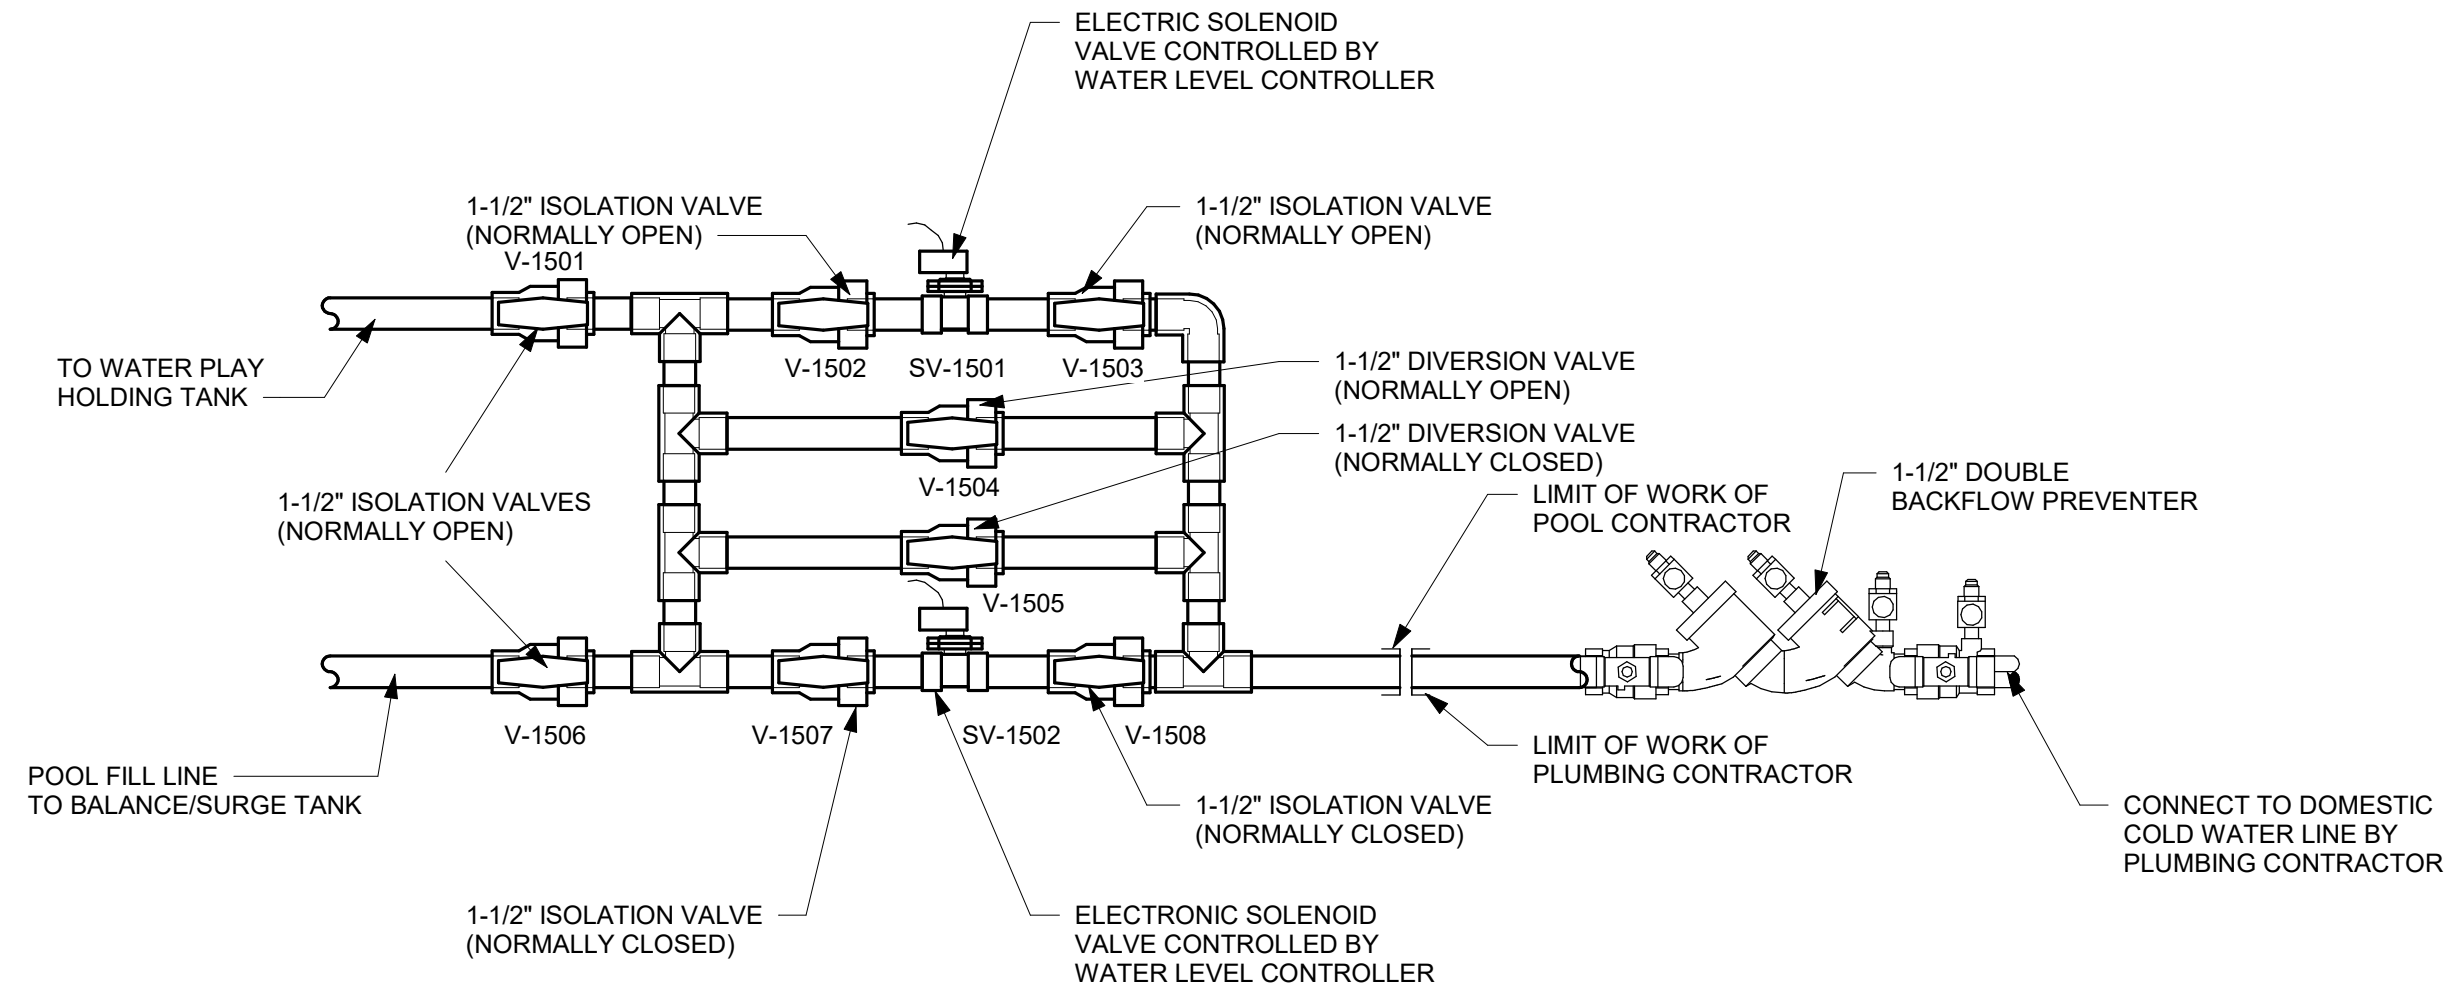 ELECTRIC SOLENOID
VALVE CONTROLLED BY
WATER LEVEL CONTROLLER
1-1/2" ISOLATION VALVE
(NORMALLY OPEN)
V-1501
1-1/2" ISOLATION VALVE
(NORMALLY OPEN)
TO WATER PLAY
HOLDING TANK
V-1502
SV-1501
V-1503
1-1/2" DIVERSION VALVE
(NORMALLY OPEN)
1-1/2" DIVERSION VALVE
(NORMALLY CLOSED)
V-1504
1-1/2" ISOLATION VALVES
(NORMALLY OPEN)
LIMIT OF WORK OF
POOL CONTRACTOR
1-1/2" DOUBLE
BACKFLOW PREVENTER
V-1505
V-1506
V-1507
SV-1502
V-1508
POOL FILL LINE
TO BALANCE/SURGE TANK
LIMIT OF WORK OF
PLUMBING CONTRACTOR
1-1/2" ISOLATION VALVE
(NORMALLY CLOSED)
CONNECT TO DOMESTIC
COLD WATER LINE BY
PLUMBING CONTRACTOR
1-1/2" ISOLATION VALVE
(NORMALLY CLOSED)
ELECTRONIC SOLENOID
VALVE CONTROLLED BY
WATER LEVEL CONTROLLER